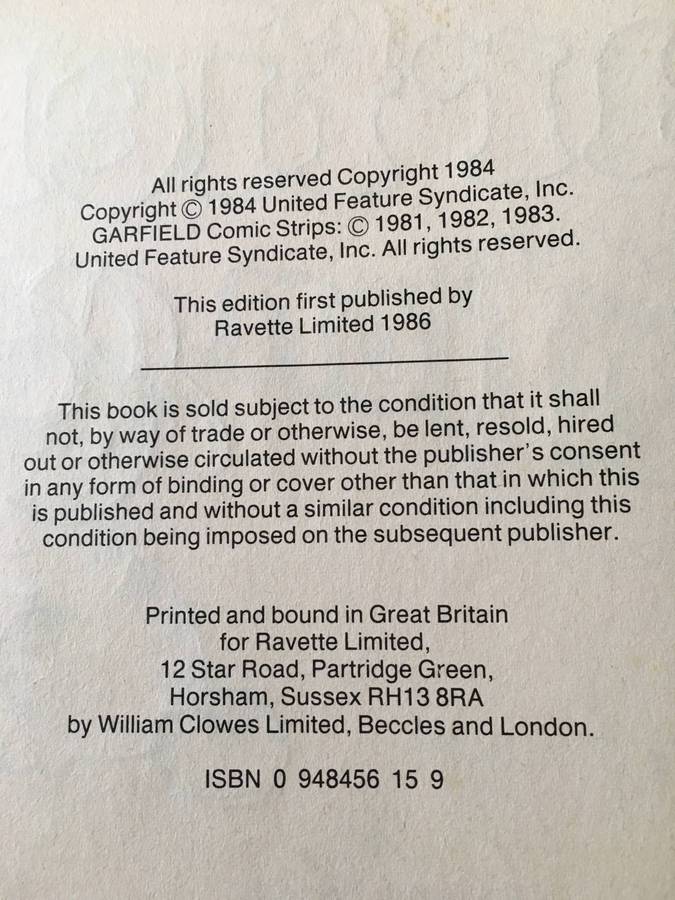 All rights reserved Copyright 1984
Copyright © 1984 United Feature Syndicate, Inc.
GARFIELD Comic Strips: © 1981, 1982, 1983.
United Feature Syndicate, Inc. All rights reserved.
This edition first published by
Ravette Limited 1986
This book is sold subject to the condition that it shall
not, by way of trade or otherwise, be lent, resold, hired
out or otherwise circulated without the publisher's consent
in any form of binding or cover other than that in which this
is published and without a similar condition including this
condition being imposed on the subsequent publisher.
Printed and bound in Great Britain
for Ravette Limited,
12 Star Road, Partridge Green,
Horsham, Sussex RH13 8RA
by William Clowes Limited, Beccles and London.
ISBN 0 948456 15 9